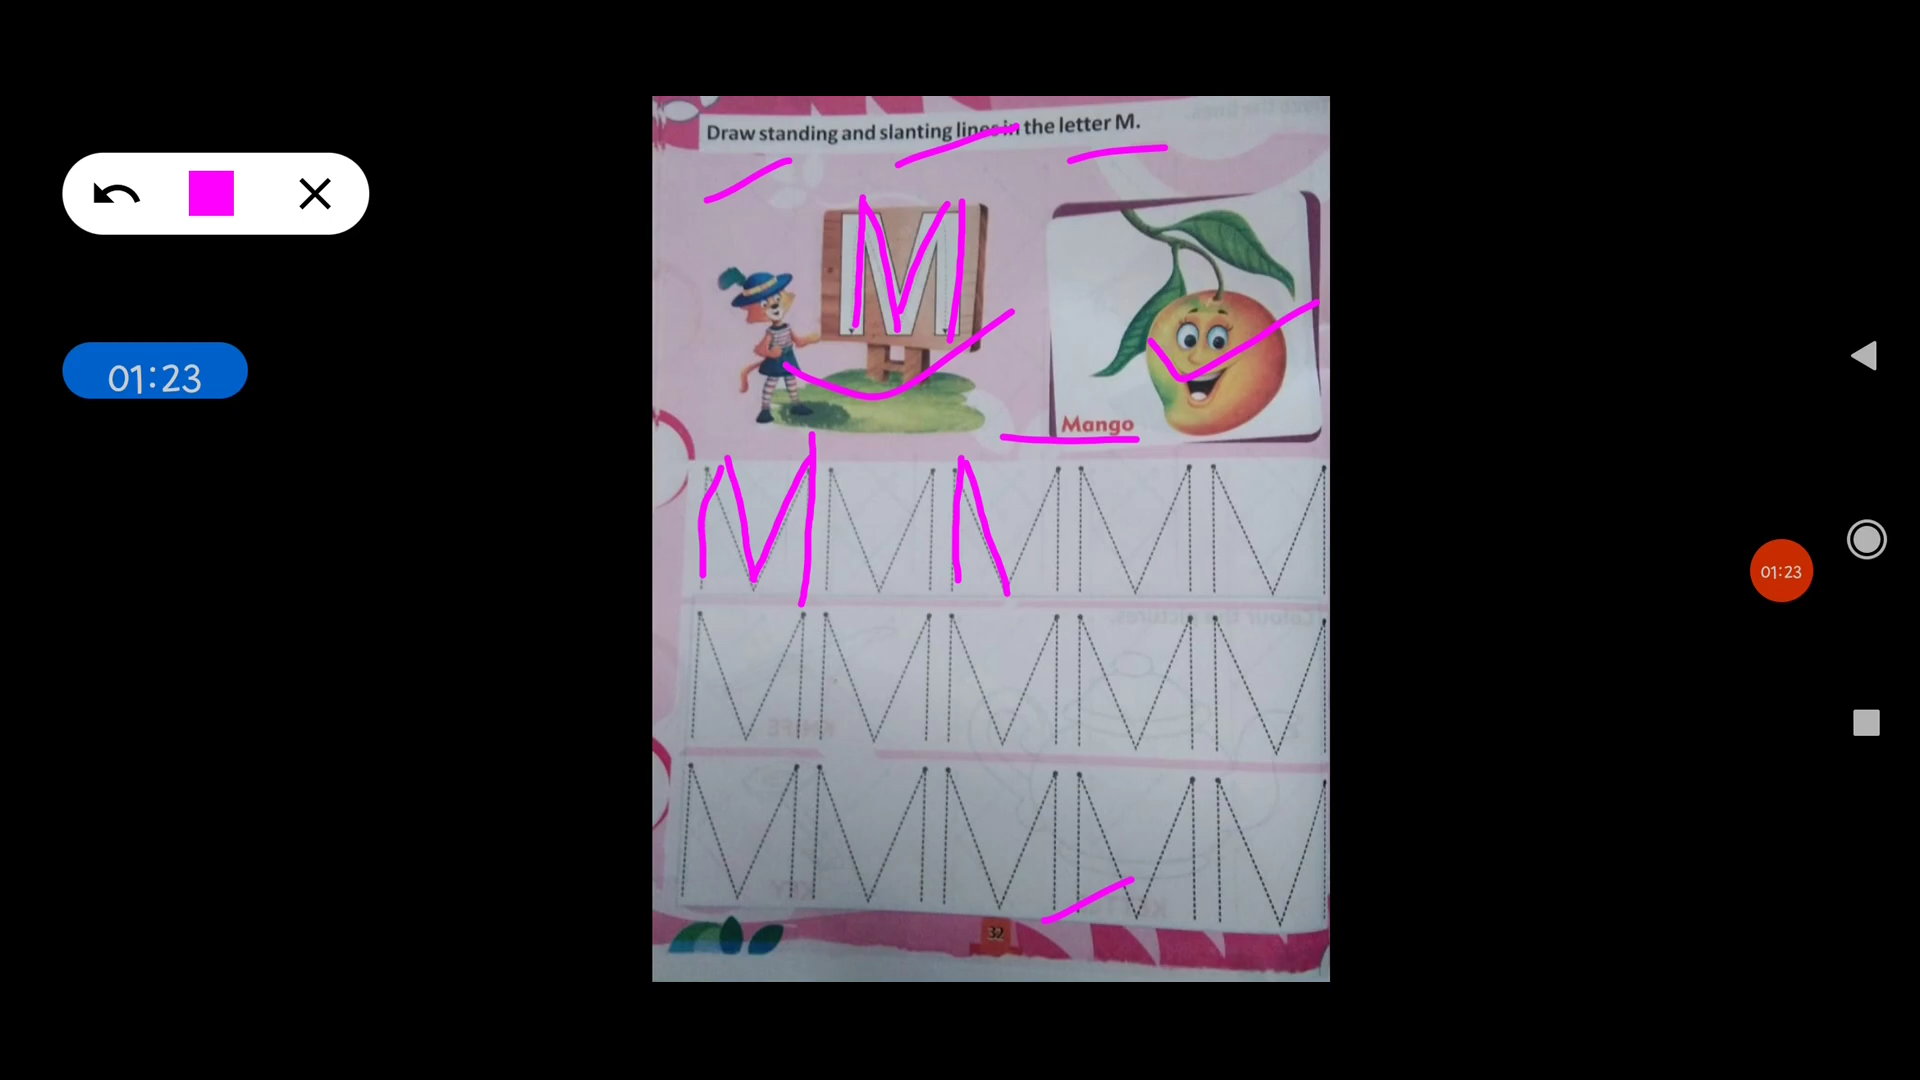 Draw standing and slanting lines in the letter M.
M
01:23
Mango
M M M M M
01:23
M M M M M
M M M M M
32